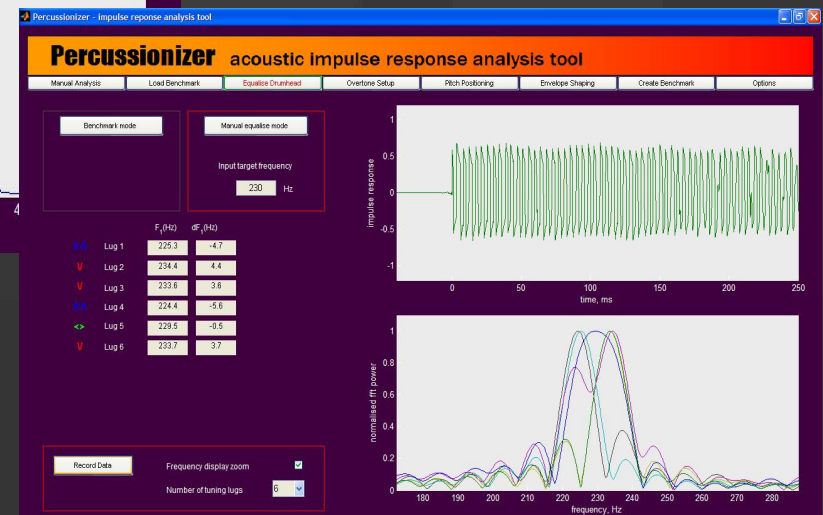 Percussionizer - impulse reponse analysis tool
Percussionizer acoustic impulse response analysis tool
Manual Analysis Load Benchmark Equalise Drumhead Overtone Setup Pitch Positioning Envelope Shaping Create Benchmark Options
Benchmark mode
Manual equalise mode
Input target frequency
230 Hz
F1(Hz) dF1(Hz)
Lug 1 225.3 -4.7
V Lug 2 234.4 4.4
V Lug 3 233.6 3.6
Lug 4 224.4 -5.6
<> Lug 5 229.5 -0.5
V Lug 6 233.7 3.7
Record Data
Frequency display zoom
Number of tuning lugs 6
4
impulse response
1
0.5
0
-0.5
-1
0 50 100 150 200 250
time, ms
normalised fft power
1
0.8
0.6
0.4
0.2
0
180 190 200 210 220 230 240 250 260 270 280
frequency, Hz